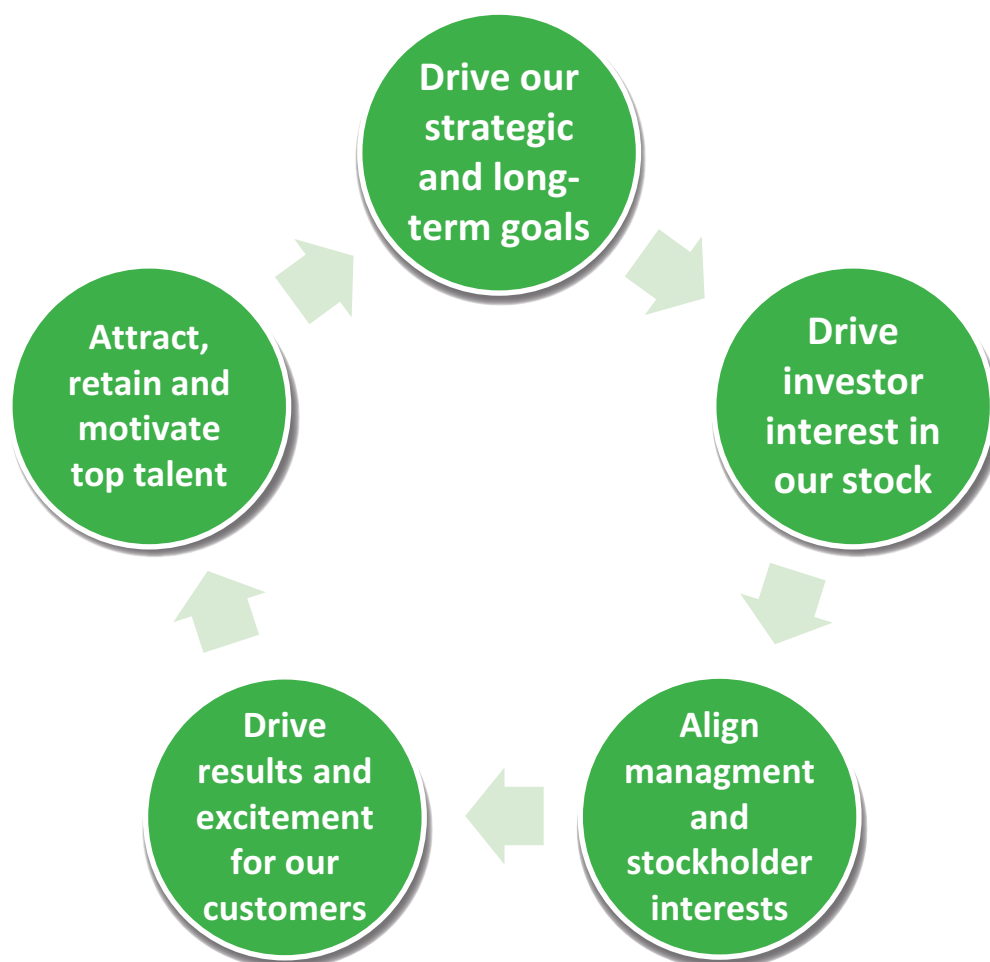 Drive our
strategic
and long-
term goals
Drive
investor
interest in
our stock
Align
managment
and
stockholder
interests
Drive
results and
excitement
for our
customers
Attract,
retain and
motivate
top talent